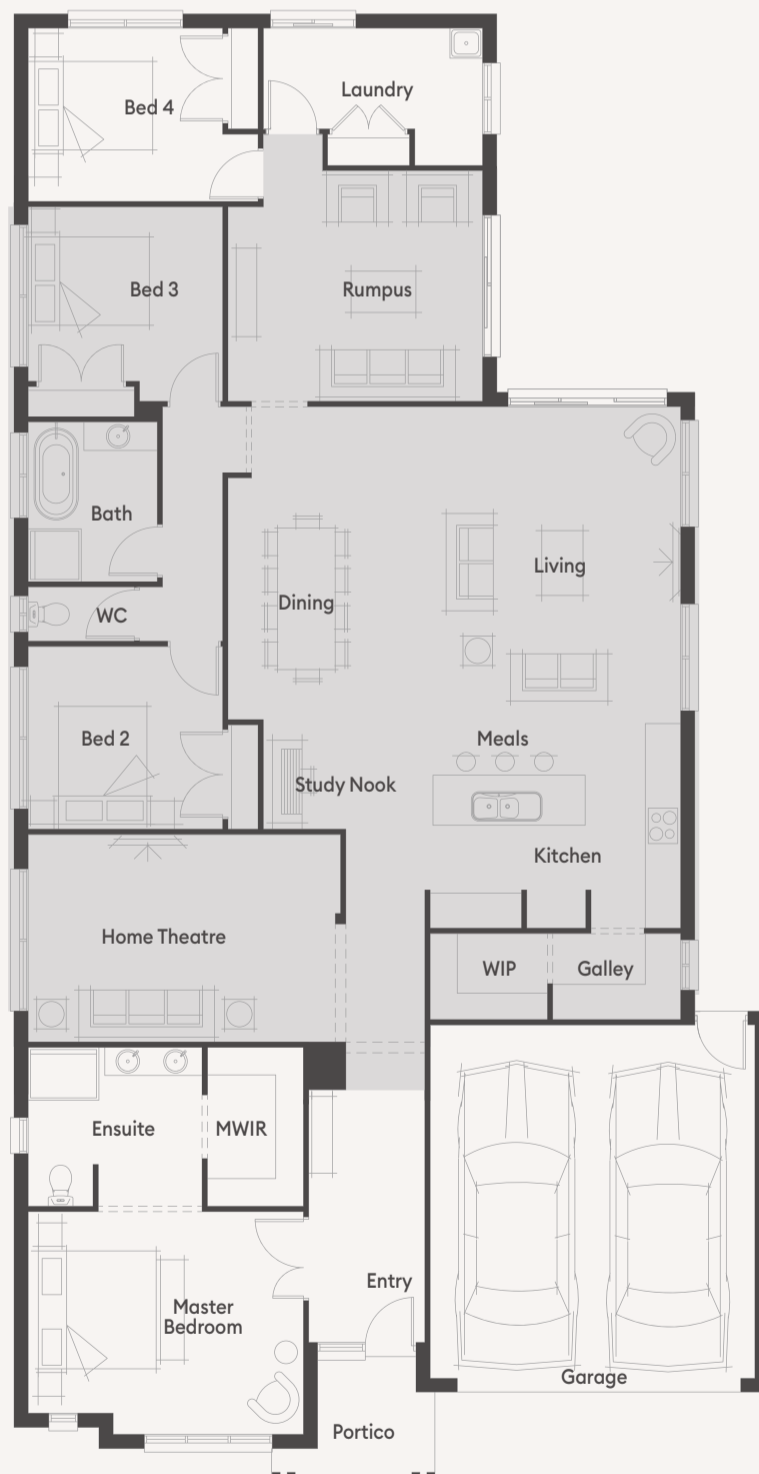 Bed 4
Laundry
Bed 3
Rumpus
Bath
Living
Dining
WC
Bed 2
Meals
Study Nook
Kitchen
Home Theatre
WIP
Galley
Ensuite
MWIR
Entry
Master
Bedroom
Garage
Portico